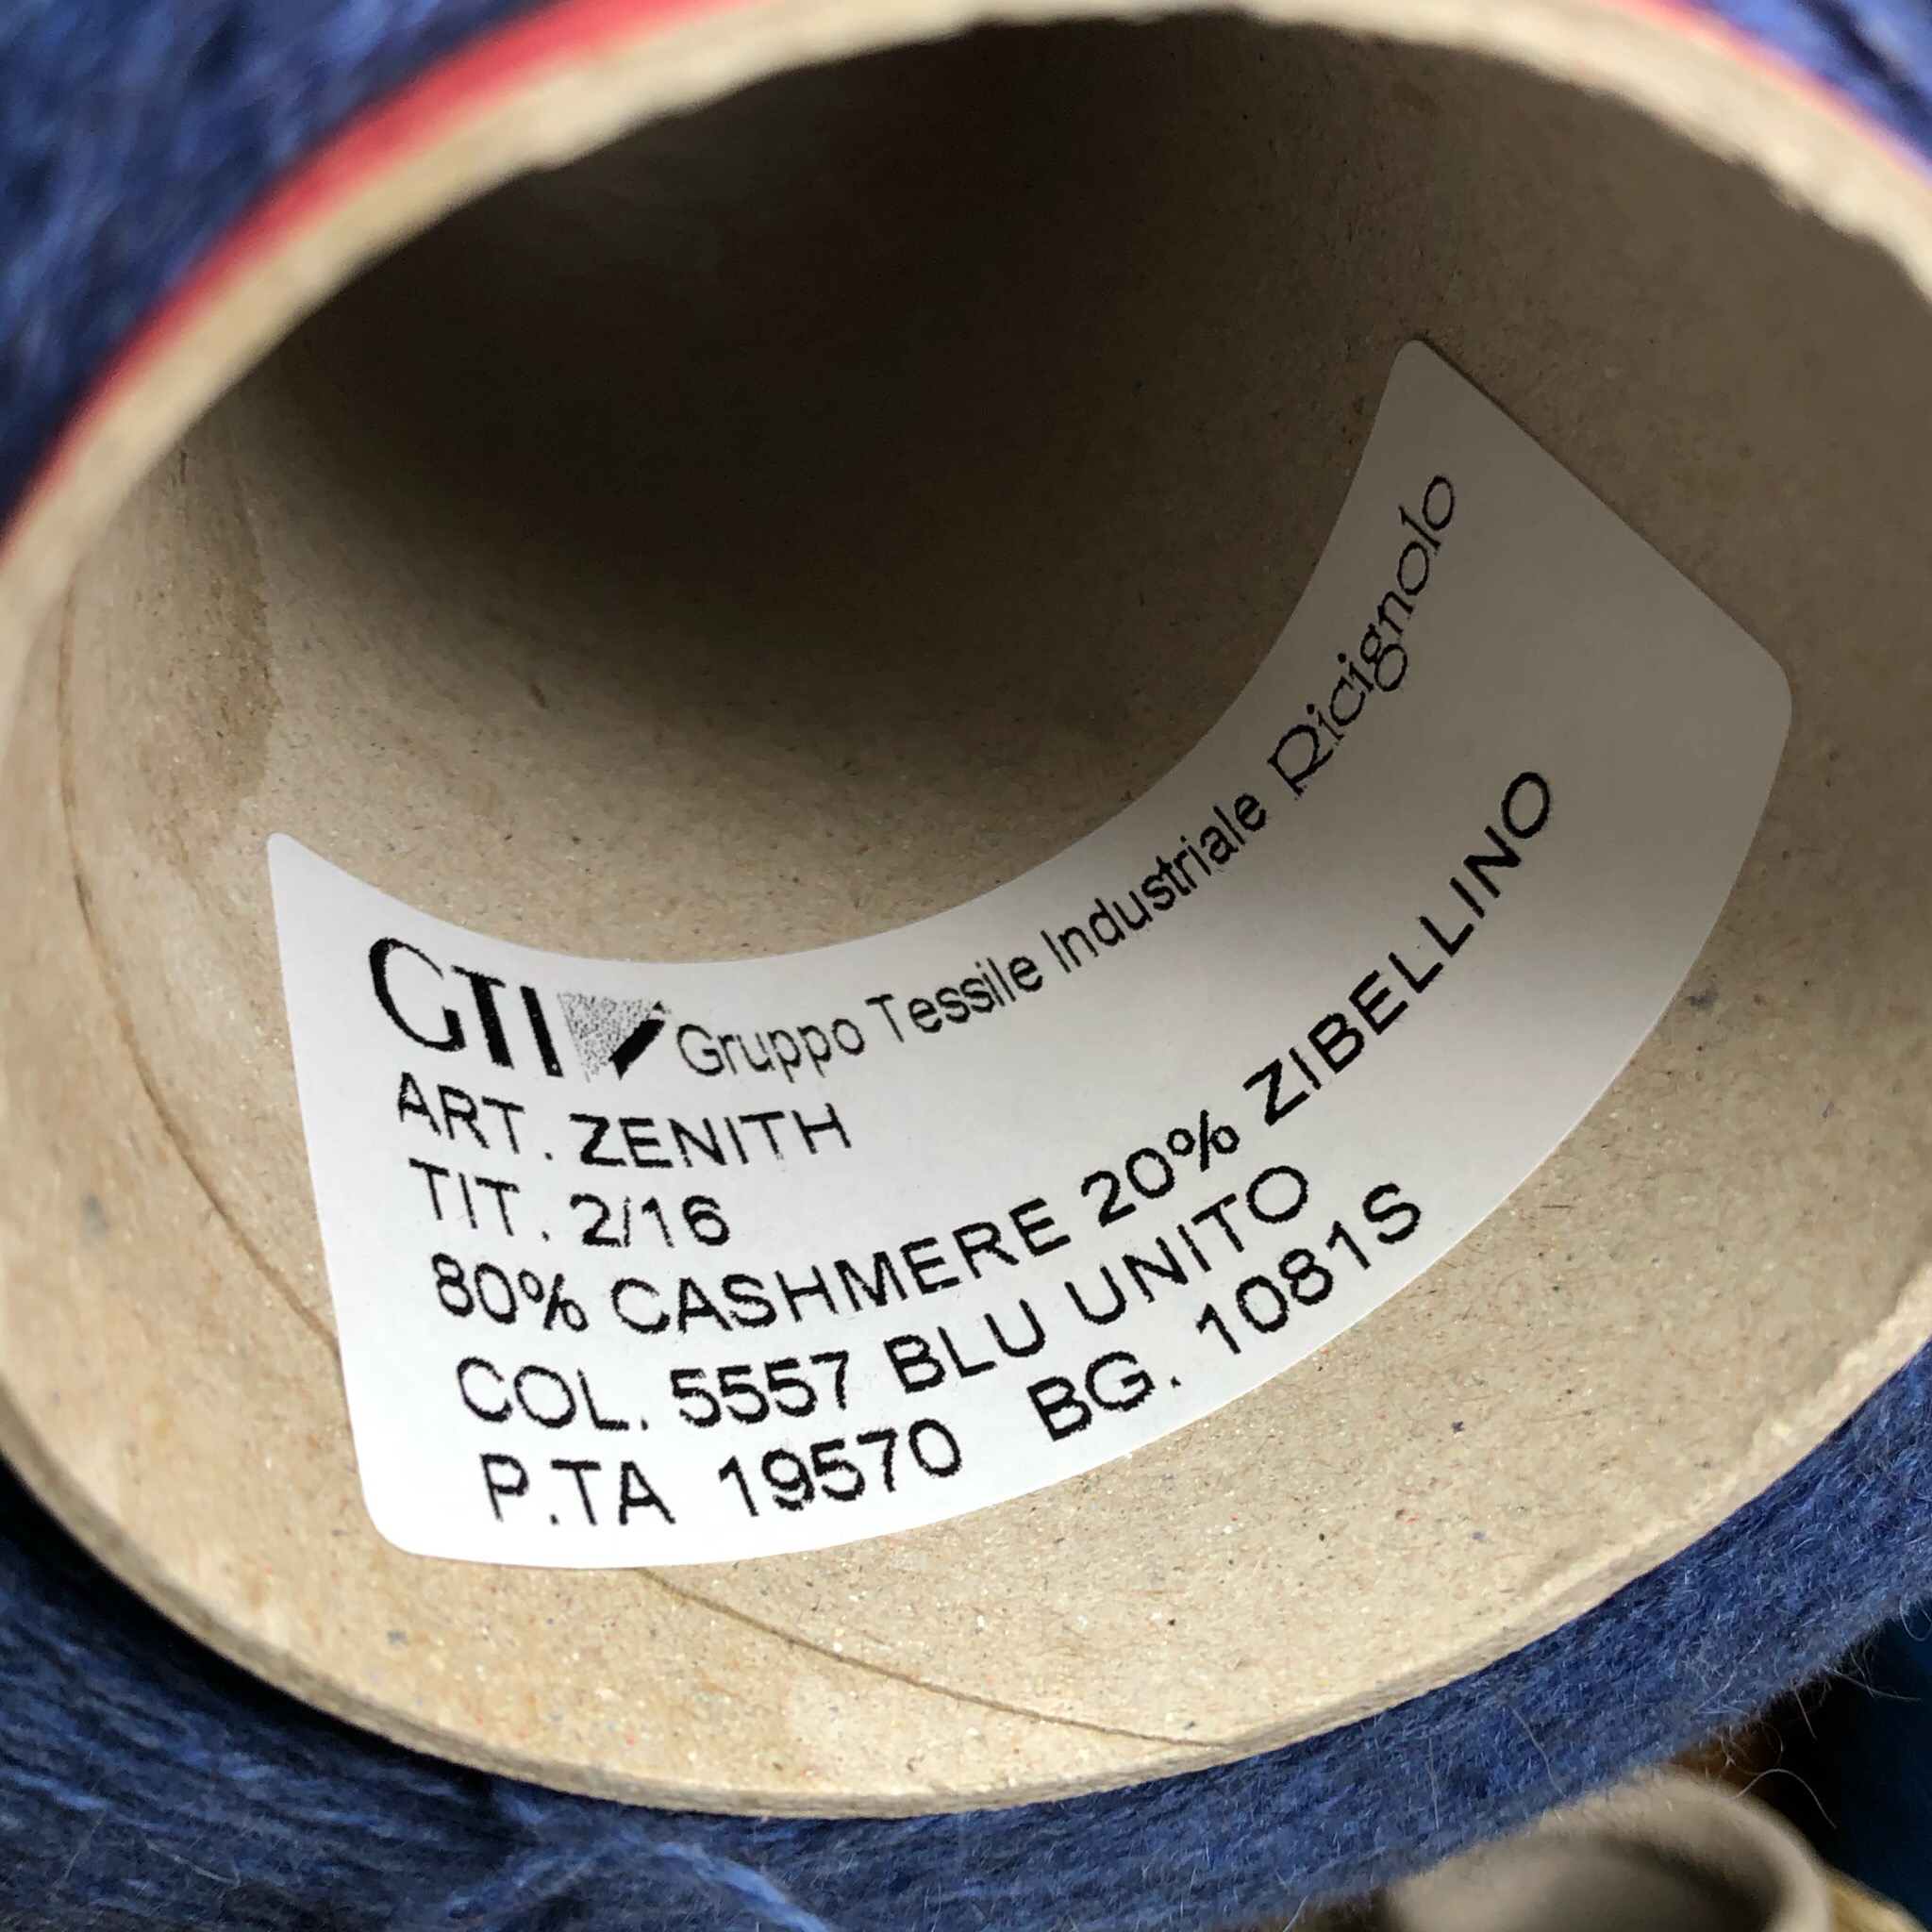 GTI Gruppo Tessile Industriale Ricignolo
ART. ZENITH
TIT. 2/16
80% CASHMERE 20% ZIBELLINO
COL. 5557 BLU UNITO
P.TA 19570 BG. 1081S